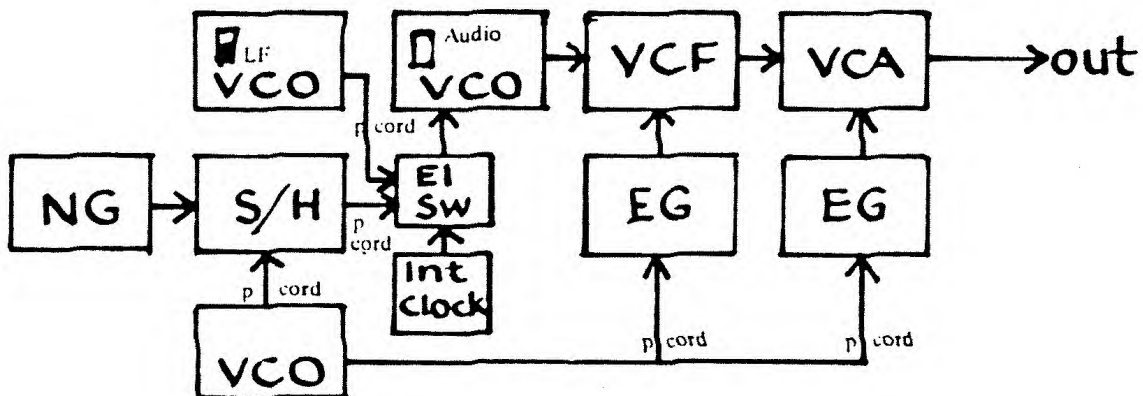 LF
VCO
Audio
VCO
VCF
VCA
out
p cord
NG
S/H
El
SW
EG
EG
p
cord
Int
Clock
p cord
VCO
p cord
p cord